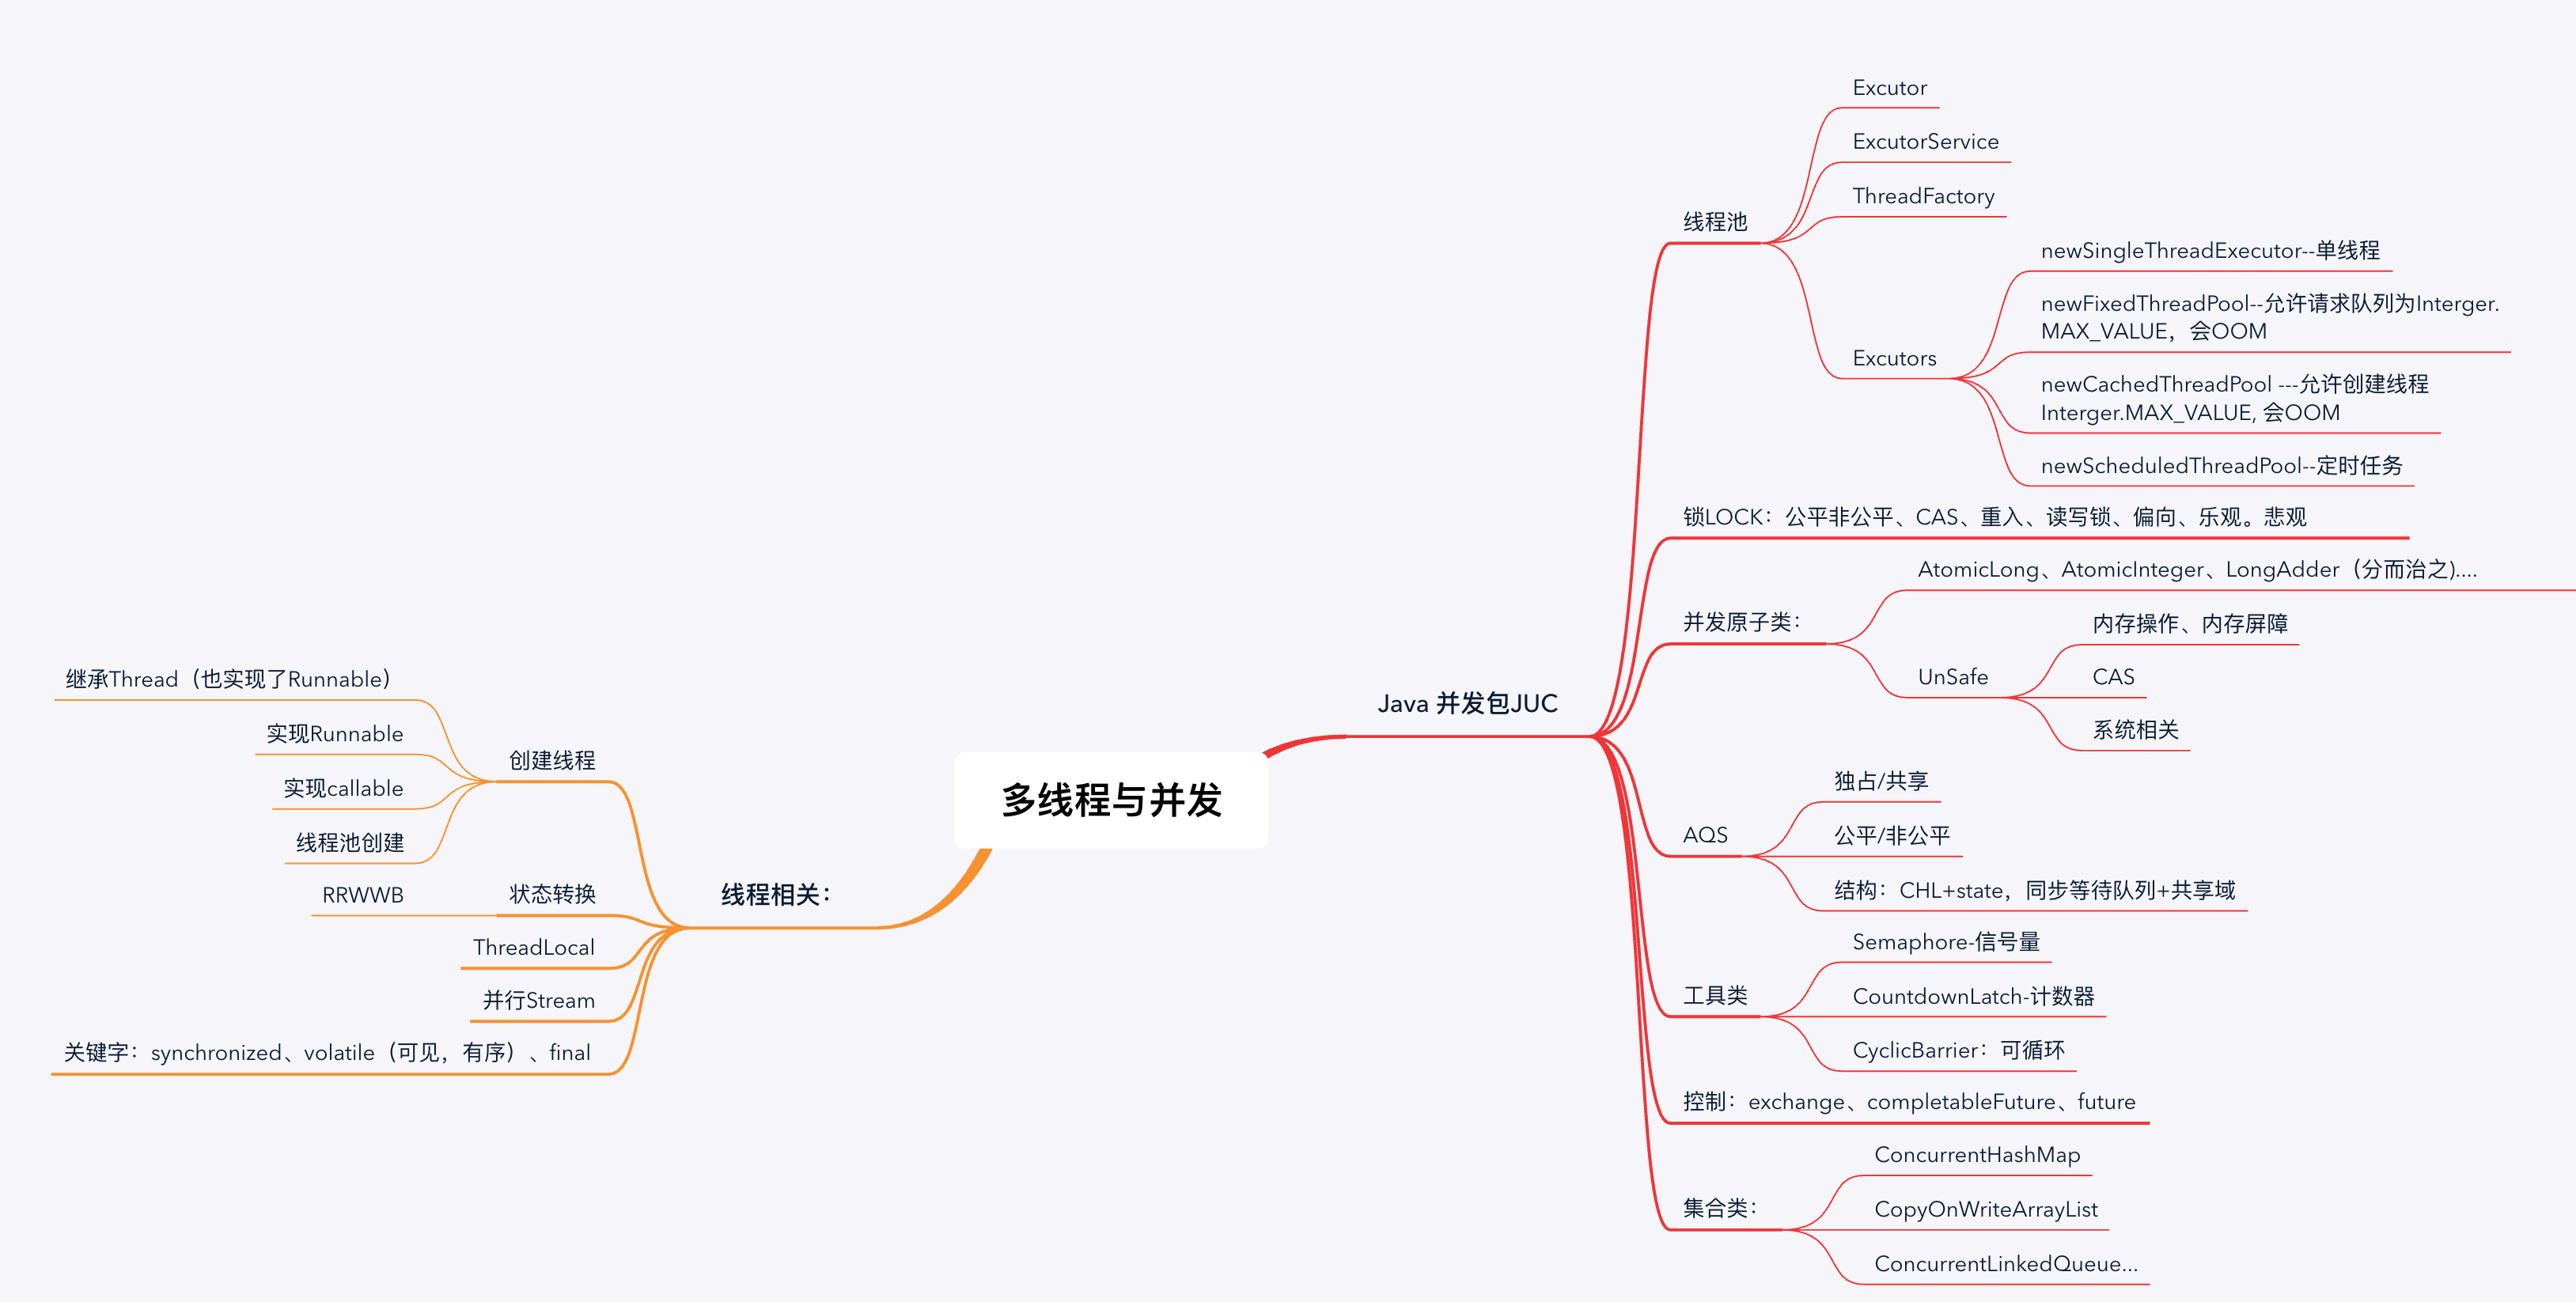 多线程与并发
Java 并发包JUC
线程池
Excutor
ExcutorService
ThreadFactory
Excutors
newSingleThreadExecutor--单线程
newFixedThreadPool--允许请求队列为Interger.
MAX_VALUE，会OOM
newCachedThreadPool ---允许创建线程
Interger.MAX_VALUE, 会OOM
newScheduledThreadPool--定时任务
锁LOCK：公平非公平、CAS、重入、读写锁、偏向、乐观。悲观
并发原子类：
AtomicLong、AtomicInteger、LongAdder（分而治之)....
UnSafe
内存操作、内存屏障
CAS
系统相关
AQS
独占/共享
公平/非公平
结构：CHL+state，同步等待队列+共享域
工具类
Semaphore-信号量
CountdownLatch-计数器
CyclicBarrier：可循环
控制：exchange、completableFuture、future
集合类：
ConcurrentHashMap
CopyOnWriteArrayList
ConcurrentLinkedQueue...
线程相关：
创建线程
继承Thread（也实现了Runnable）
实现Runnable
实现callable
线程池创建
状态转换
RRWWB
ThreadLocal
并行Stream
关键字：synchronized、volatile（可见，有序）、final